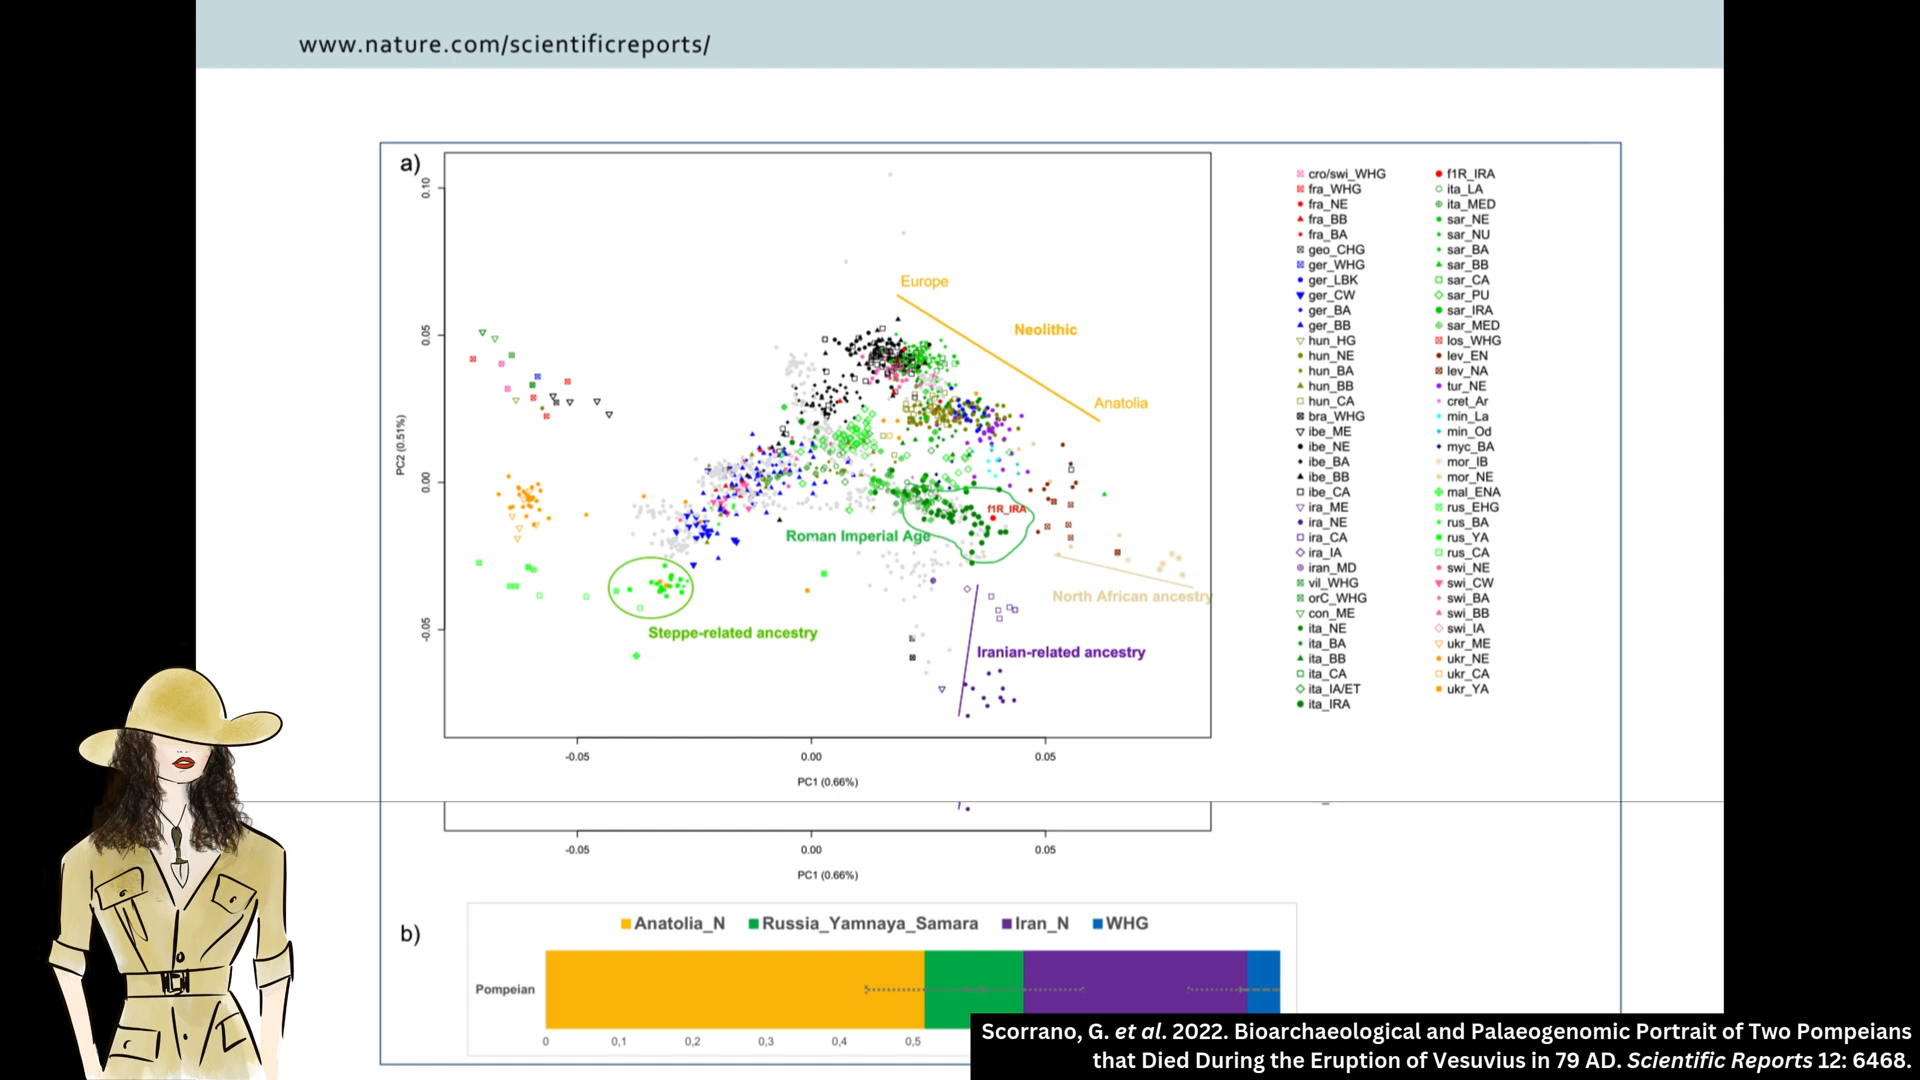 www.nature.com/scientificreports/
a)
0.10
0.05
0.00
-0.05
PC2 (0.51%)
Europe
Neolithic
Anatolia
f1R_IRA
Roman Imperial Age
North African ancestry
Steppe-related ancestry
Iranian-related ancestry
-0.05 0.00 0.05
PC1 (0.66%)
cro/swi_WHG
fra_WHG
fra_NE
fra_BB
fra_BA
geo_CHG
ger_WHG
ger_LBK
ger_CW
ger_BA
ger_BB
hun_HG
hun_NE
hun_BA
hun_BB
hun_CA
bra_WHG
ibe_ME
ibe_NE
ibe_BA
ibe_BB
ibe_CA
ira_ME
ira_NE
ira_CA
ira_IA
iran_MD
vil_WHG
orC_WHG
con_ME
ita_NE
ita_BA
ita_BB
ita_CA
ita_IA/ET
ita_IRA
f1R_IRA
ita_LA
ita_MED
sar_NE
sar_NU
sar_BA
sar_BB
sar_CA
sar_PU
sar_IRA
sar_MED
los_WHG
lev_EN
lev_NA
tur_NE
cret_Ar
min_La
min_Od
myc_BA
mor_IB
mor_NE
mal_ENA
rus_EHG
rus_BA
rus_YA
rus_CA
swi_NE
swi_CW
swi_BA
swi_BB
swi_IA
ukr_ME
ukr_NE
ukr_CA
ukr_YA
-0.05 0.00 0.05
PC1 (0.66%)
b)
Anatolia_N Russia_Yamnaya_Samara Iran_N WHG
Pompeian
0 0,1 0,2 0,3 0,4 0,5
Scorrano, G. et al. 2022. Bioarchaeological and Palaeogenomic Portrait of Two Pompeians
that Died During the Eruption of Vesuvius in 79 AD. Scientific Reports 12: 6468.